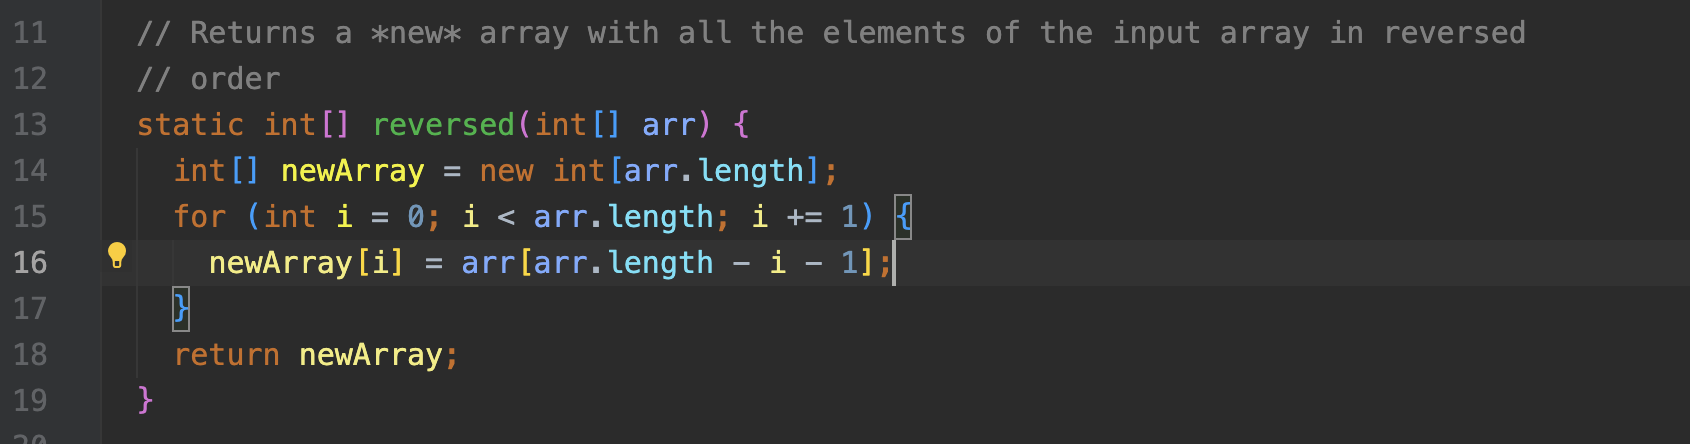 11 // Returns a *new* array with all the elements of the input array in reversed
12 // order
13 static int[] reversed(int[] arr) {
14 int[] newArray = new int[arr.length];
15 for (int i = 0; i < arr.length; i += 1) {
16 newArray[i] = arr[arr.length - i - 1];
17 }
18 return newArray;
19 }
20